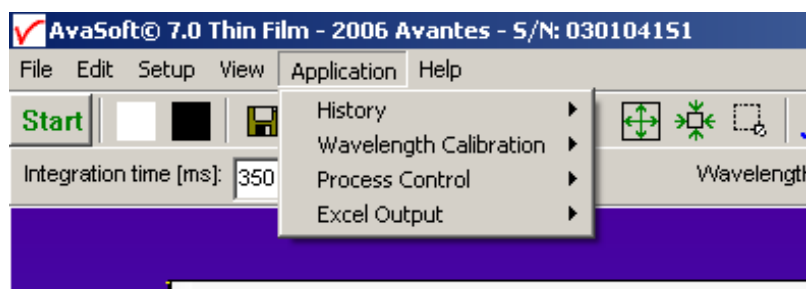 AvaSoft© 7.0 Thin Film - 2006 Avantes - S/N: 0301041S1
File Edit Setup View Application Help
Start
History
Wavelength Calibration
Integration time [ms]: 350
Process Control
Wavelength
Excel Output